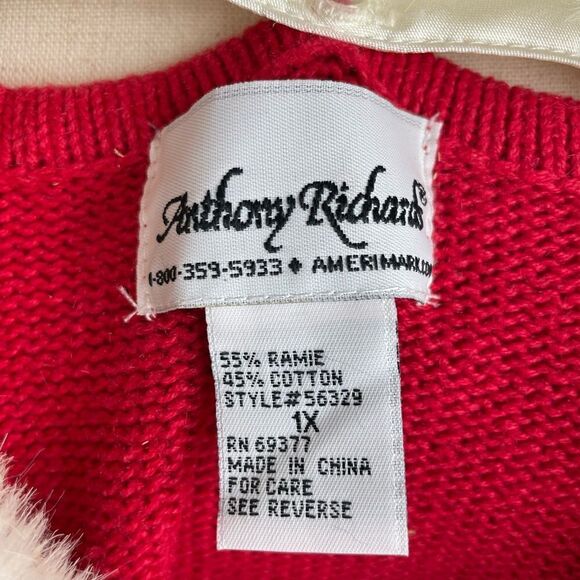 Anthony Richards®
1-800-359-5933 ♦ AMERIMARK.COM
55% RAMIE
45% COTTON
STYLE#56329
1X
RN 69377
MADE IN CHINA
FOR CARE
SEE REVERSE